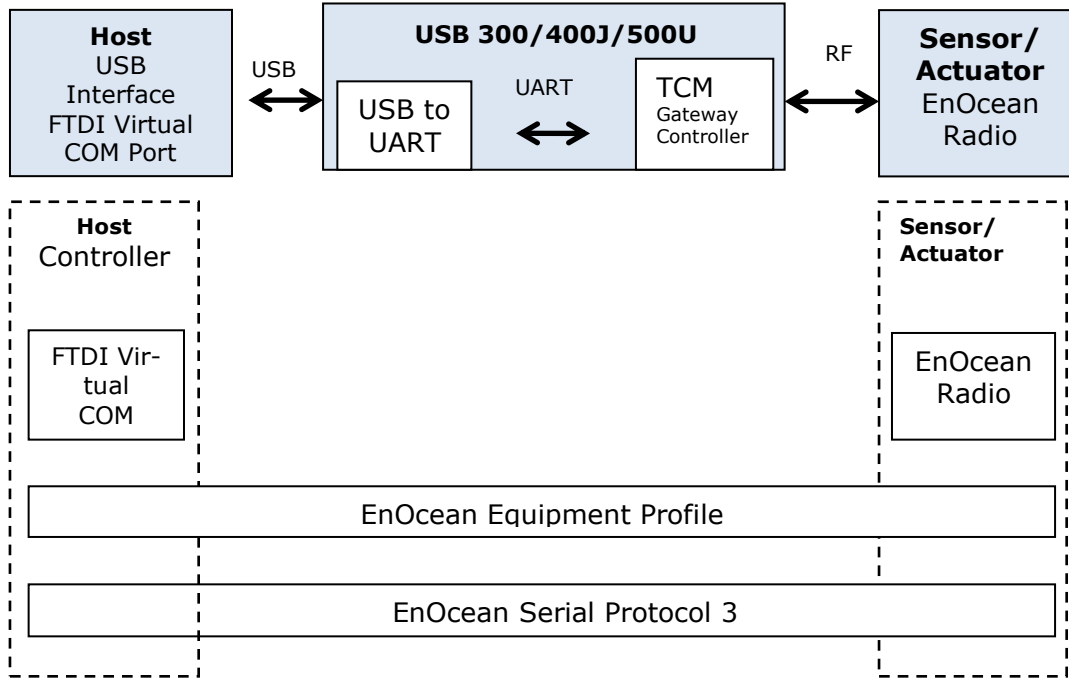 Host
USB
Interface
FTDI Virtual
COM Port
USB
USB 300/400J/500U
USB to
UART
UART
TCM
Gateway
Controller
RF
Sensor/
Actuator
EnOcean
Radio
Host
Controller
Sensor/
Actuator
FTDI Vir-
tual
COM
EnOcean
Radio
EnOcean Equipment Profile
EnOcean Serial Protocol 3